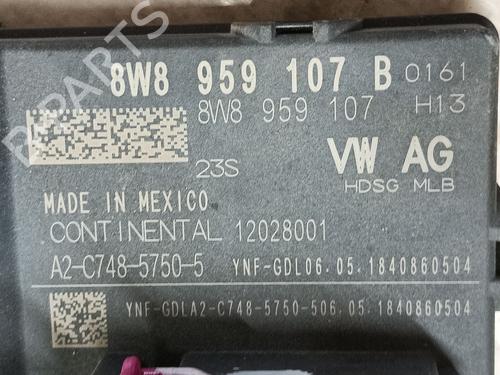 8W8 959 107 B 0161
8W8 959 107 H13
23S VW AG
HDSG MLB
MADE IN MEXICO
CONTINENTAL 12028001
A2-C748-5750-5 YNF-GDL06.05.1840860504
YNF-GDLA2-C748-5750-506.05.1840860504